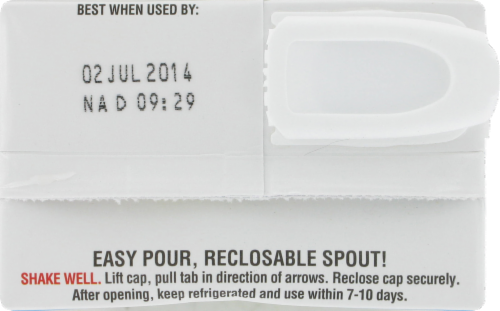 BEST WHEN USED BY:
02 JUL 2014
NA D 09:29
EASY POUR, RECLOSABLE SPOUT!
SHAKE WELL. Lift cap, pull tab in direction of arrows. Reclose cap securely.
After opening, keep refrigerated and use within 7-10 days.